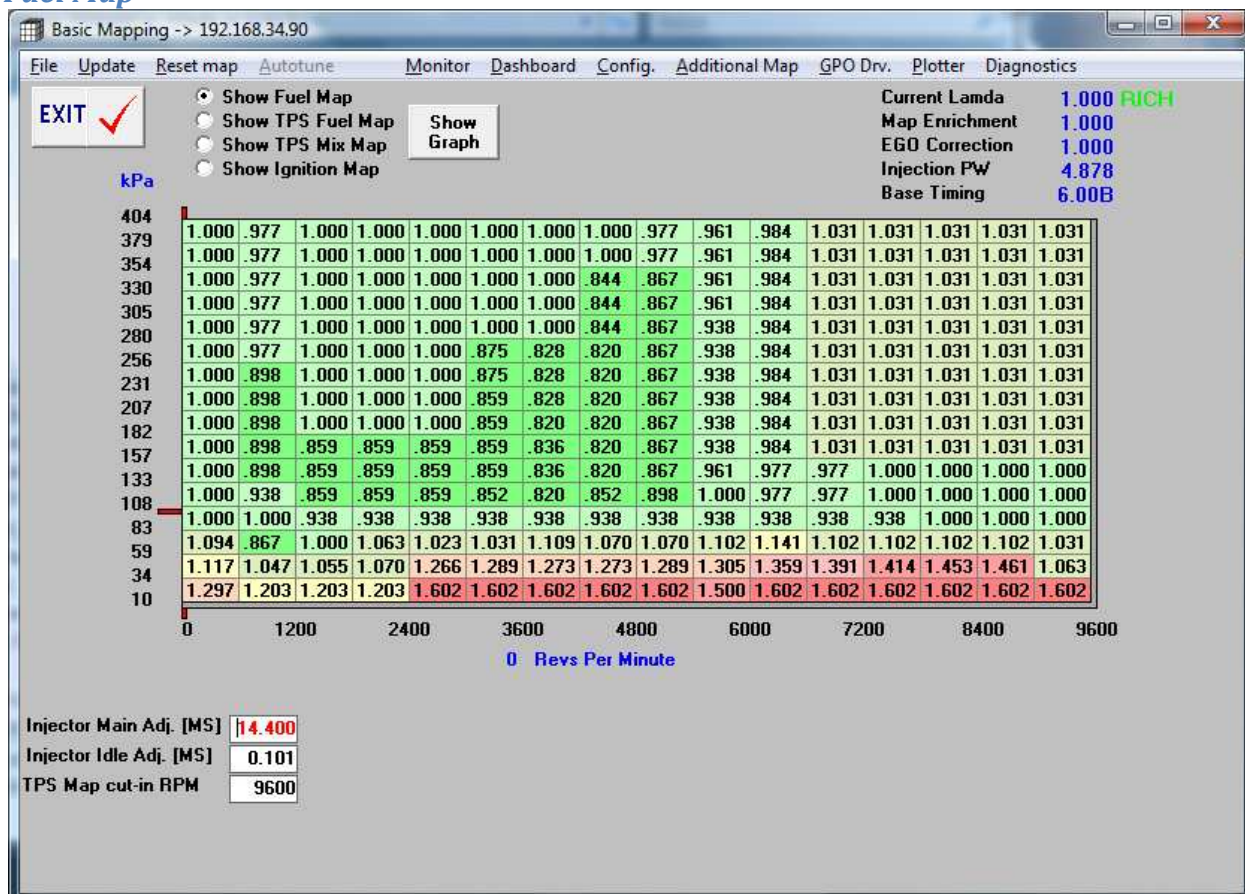 Fuel Map
Basic Mapping -> 192.168.34.90
File Update Reset map Autotune Monitor Dashboard Config. Additional Map GPO Drv. Plotter Diagnostics
EXIT
Show Fuel Map
Show TPS Fuel Map
Show TPS Mix Map
Show Ignition Map
Show
Graph
Current Lamda 1.000 RICH
Map Enrichment 1.000
EGO Correction 1.000
Injection PW 4.878
Base Timing 6.00B
kPa
404
1.000 .977 1.000 1.000 1.000 1.000 1.000 1.000 .977 .961 .984 1.031 1.031 1.031 1.031 1.031
379
1.000 .977 1.000 1.000 1.000 1.000 1.000 1.000 .977 .961 .984 1.031 1.031 1.031 1.031 1.031
354
1.000 .977 1.000 1.000 1.000 1.000 1.000 .844 .867 .961 .984 1.031 1.031 1.031 1.031 1.031
330
1.000 .977 1.000 1.000 1.000 1.000 1.000 .844 .867 .961 .984 1.031 1.031 1.031 1.031 1.031
305
1.000 .977 1.000 1.000 1.000 1.000 1.000 .844 .867 .938 .984 1.031 1.031 1.031 1.031 1.031
280
1.000 .977 1.000 1.000 1.000 .875 .828 .820 .867 .938 .984 1.031 1.031 1.031 1.031 1.031
256
1.000 .898 1.000 1.000 1.000 .875 .828 .820 .867 .938 .984 1.031 1.031 1.031 1.031 1.031
231
1.000 .898 1.000 1.000 1.000 .859 .828 .820 .867 .938 .984 1.031 1.031 1.031 1.031 1.031
207
1.000 .898 1.000 1.000 1.000 .859 .820 .820 .867 .938 .984 1.031 1.031 1.031 1.031 1.031
182
1.000 .898 .859 .859 .859 .859 .836 .820 .867 .938 .984 1.031 1.031 1.031 1.031 1.031
157
1.000 .898 .859 .859 .859 .859 .836 .820 .867 .961 .977 .977 1.000 1.000 1.000 1.000
133
1.000 .938 .859 .859 .859 .852 .820 .852 .898 1.000 .977 .977 1.000 1.000 1.000 1.000
108
1.000 1.000 .938 .938 .938 .938 .938 .938 .938 .938 .938 .938 .938 1.000 1.000 1.000
83
1.094 .867 1.000 1.063 1.023 1.031 1.109 1.070 1.070 1.102 1.141 1.102 1.102 1.102 1.102 1.031
59
1.117 1.047 1.055 1.070 1.266 1.289 1.273 1.273 1.289 1.305 1.359 1.391 1.414 1.453 1.461 1.063
34
1.297 1.203 1.203 1.203 1.602 1.602 1.602 1.602 1.602 1.500 1.602 1.602 1.602 1.602 1.602 1.602
10
0 1200 2400 3600 4800 6000 7200 8400 9600
0 Revs Per Minute
Injector Main Adj. [MS] 14.400
Injector Idle Adj. [MS] 0.101
TPS Map cut-in RPM 9600